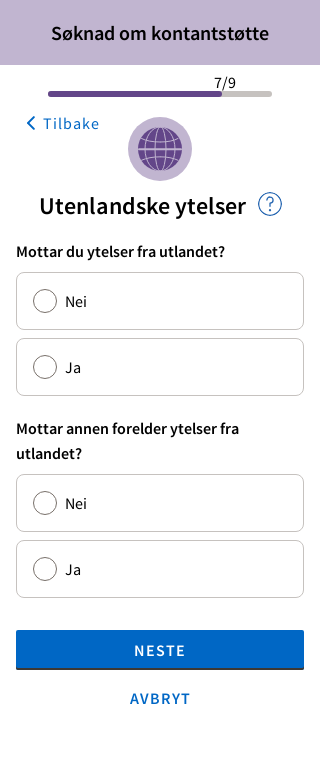 Søknad om kontantstøtte
7/9
Tilbake
Utenlandske ytelser ?
Mottar du ytelser fra utlandet?
Nei
Ja
Mottar annen forelder ytelser fra
utlandet?
Nei
Ja
NESTE
AVBRYT